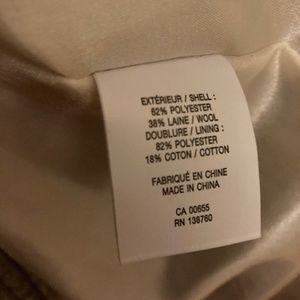 EXTÉRIEUR / SHELL :
62% POLYESTER
38% LAINE / WOOL
DOUBLURE / LINING :
82% POLYESTER
18% COTON / COTTON
FABRIQUÉ EN CHINE
MADE IN CHINA
CA 00655
RN 138760